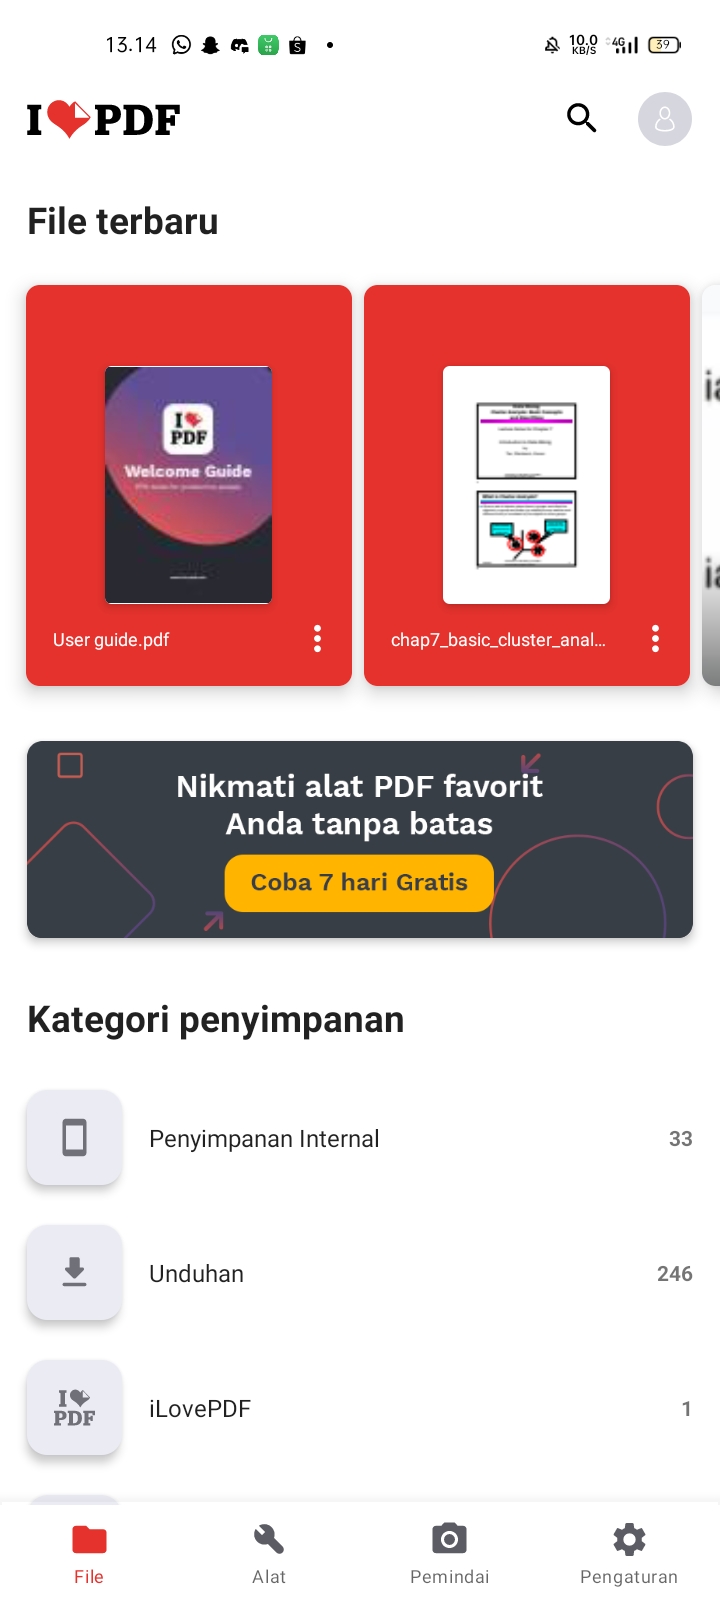 13.14
10.0
KB/S
4G
39
I PDF
File terbaru
I
PDF
Welcome Guide
User guide.pdf
chap7_basic_cluster_anal...
Nikmati alat PDF favorit
Anda tanpa batas
Coba 7 hari Gratis
Kategori penyimpanan
Penyimpanan Internal
33
Unduhan
246
I
PDF
iLovePDF
1
File
Alat
Pemindai
Pengaturan